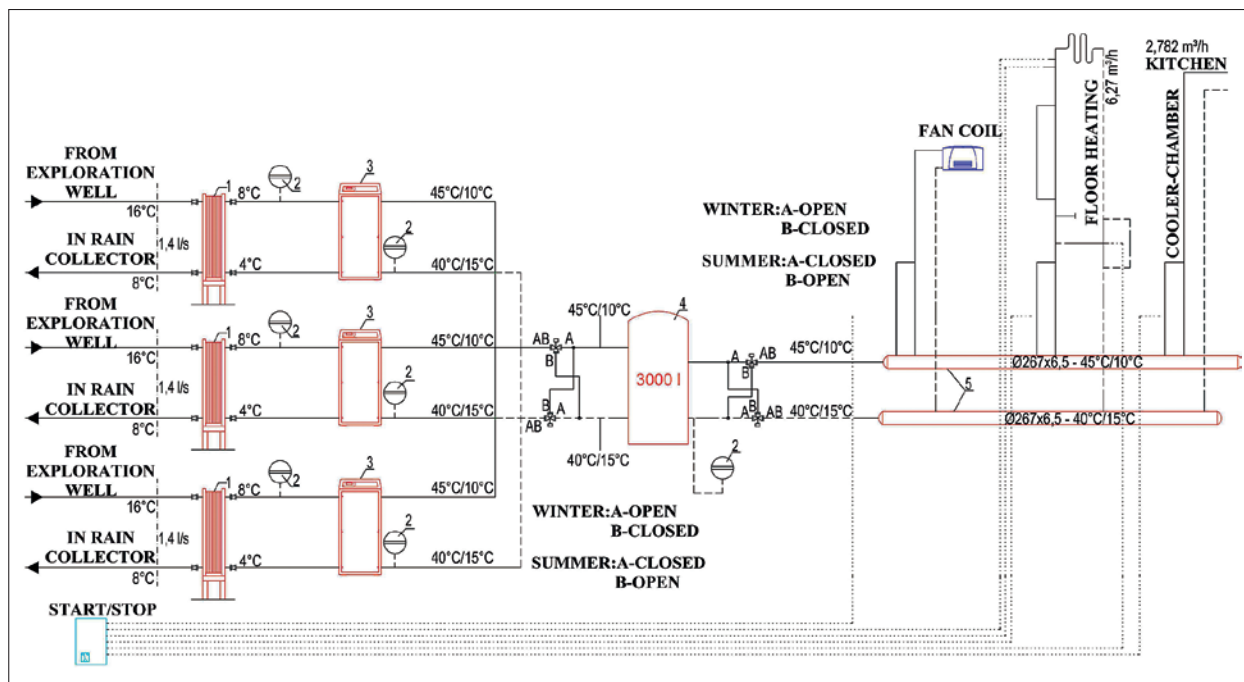 2,782 m³/h
KITCHEN
6,27 m³/h
FAN COIL
FLOOR HEATING
COOLER-CHAMBER
FROM
EXPLORATION
WELL
1
8°C
2
3
45°C/10°C
16°C
IN RAIN
COLLECTOR
1,4 l/s
4°C
2
40°C/15°C
8°C
WINTER:A-OPEN
B-CLOSED
SUMMER:A-CLOSED
B-OPEN
FROM
EXPLORATION
WELL
1
8°C
2
3
45°C/10°C
16°C
IN RAIN
COLLECTOR
1,4 l/s
4°C
2
40°C/15°C
8°C
AB
A
B
B
A
AB
45°C/10°C
4
3000 l
40°C/15°C
2
A
AB
B
B
A
AB
45°C/10°C
40°C/15°C
Ø267x6,5 - 45°C/10°C
5
Ø267x6,5 - 40°C/15°C
FROM
EXPLORATION
WELL
1
8°C
2
3
45°C/10°C
16°C
IN RAIN
COLLECTOR
1,4 l/s
4°C
2
40°C/15°C
8°C
WINTER:A-OPEN
B-CLOSED
SUMMER:A-CLOSED
B-OPEN
START/STOP